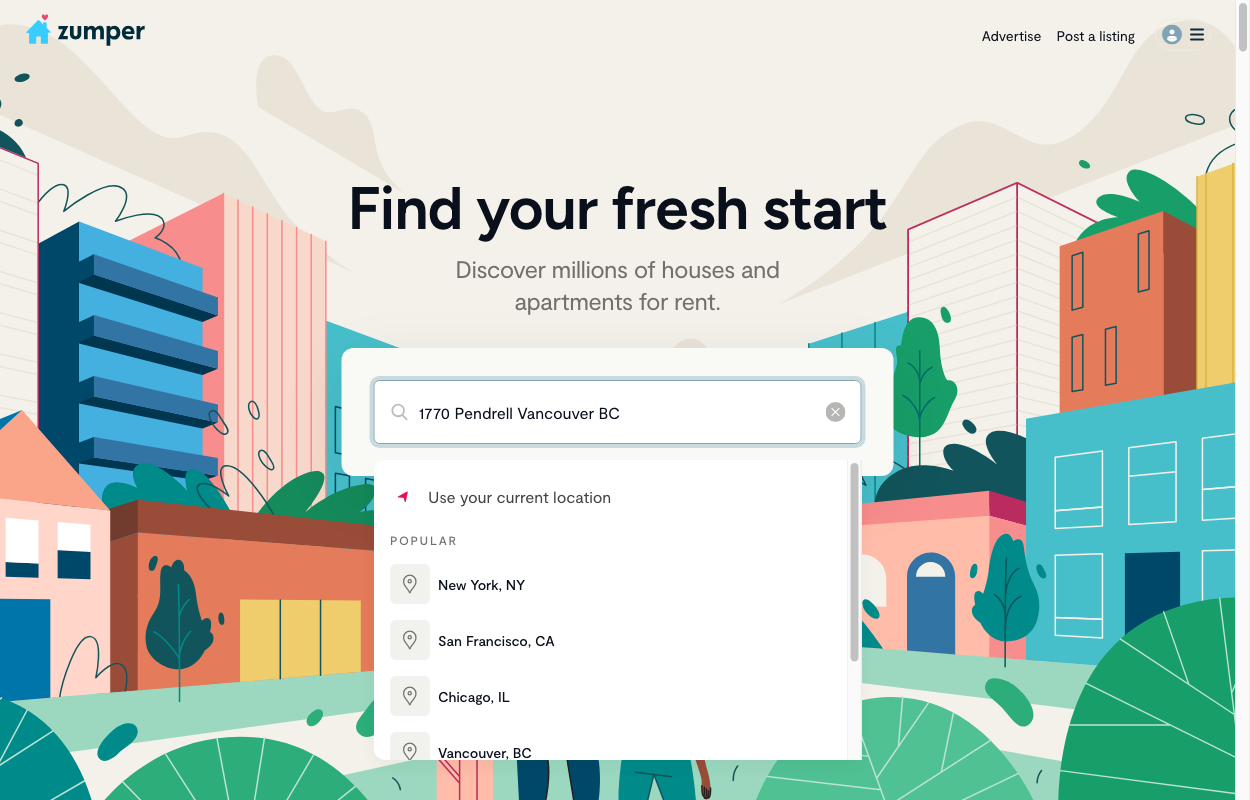 zumper
Advertise
Post a listing
Find your fresh start
Discover millions of houses and
apartments for rent.
1770 Pendrell Vancouver BC
Use your current location
POPULAR
New York, NY
San Francisco, CA
Chicago, IL
Vancouver, BC